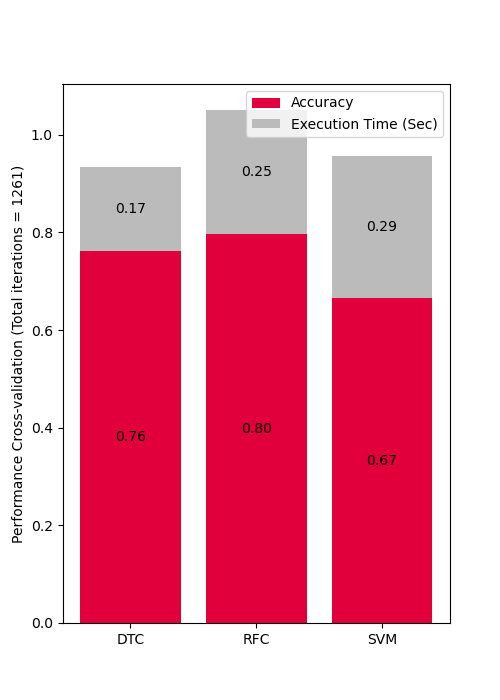 Accuracy
Execution Time (Sec)
Performance Cross-validation (Total iterations = 1261)
1.0
0.8
0.6
0.4
0.2
0.0
0.17
0.25
0.29
0.76
0.80
0.67
DTC
RFC
SVM